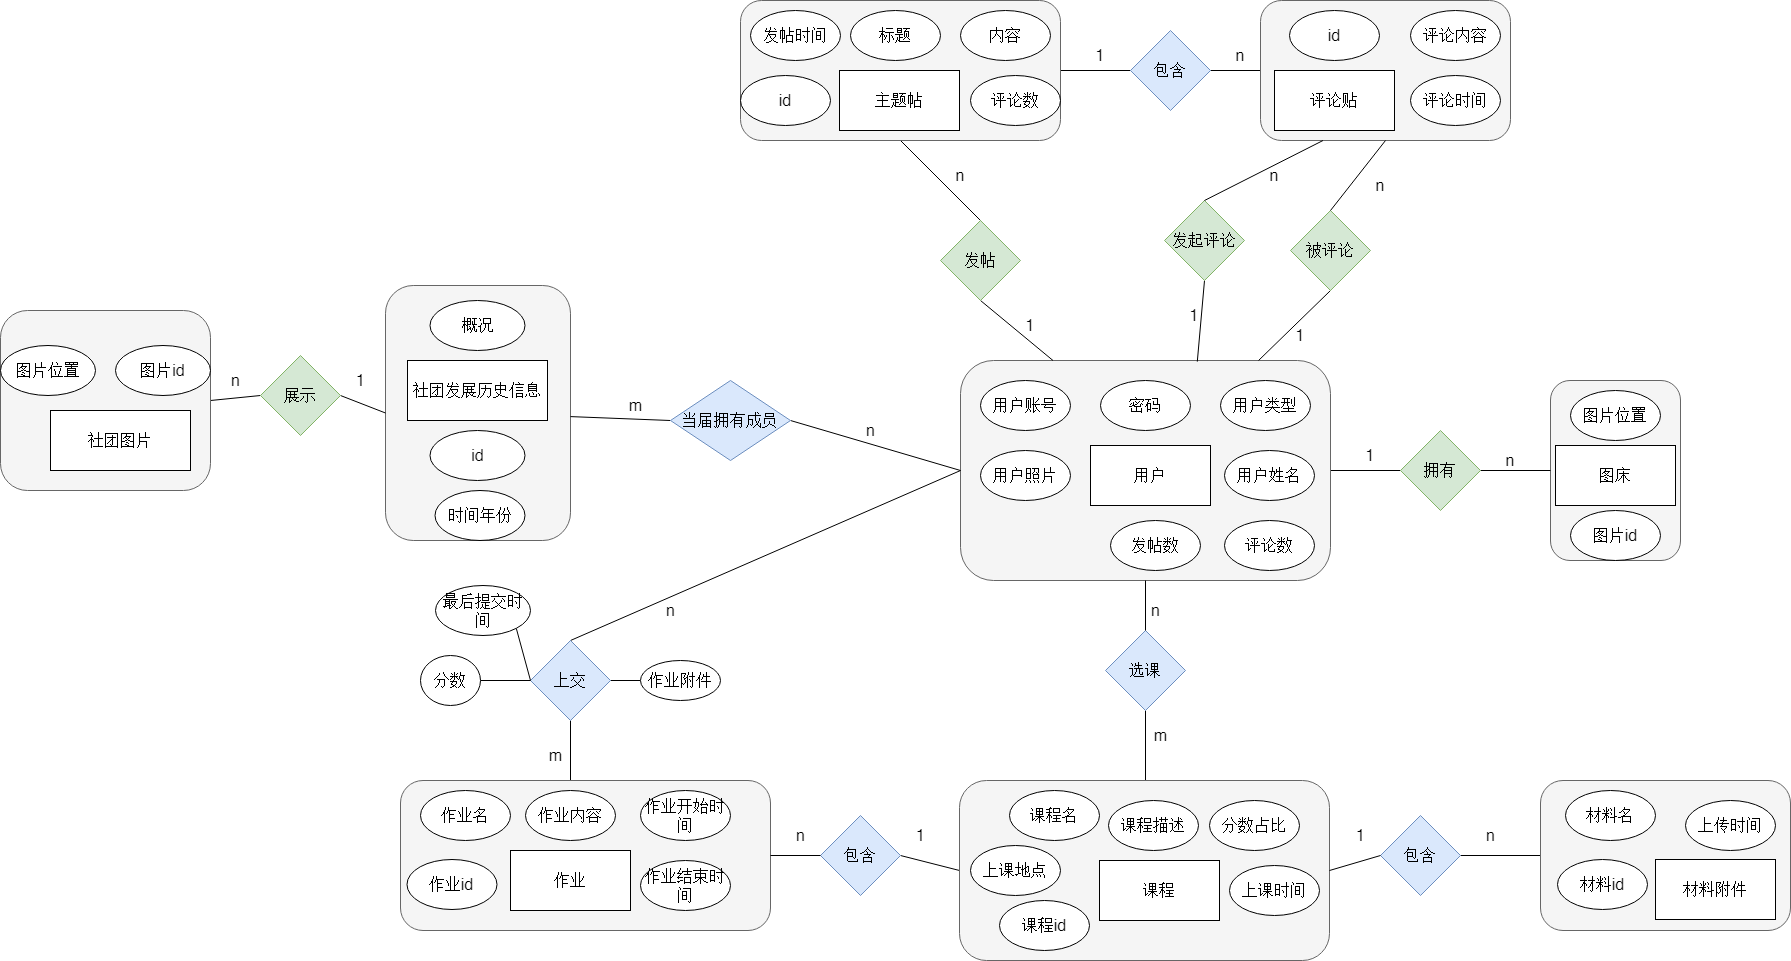 发帖时间
标题
内容
id
主题帖
评论数
1
包含
n
id
评论内容
评论贴
评论时间
n
发帖
1
n
发起评论
1
n
被评论
1
图片位置
图片id
社团图片
n
展示
1
概况
社团发展历史信息
id
时间年份
m
当届拥有成员
n
用户账号
密码
用户类型
用户照片
用户
用户姓名
发帖数
评论数
1
拥有
n
图片位置
图床
图片id
最后提交时
间
分数
上交
作业附件
n
m
n
选课
m
作业名
作业内容
作业开始时
间
作业id
作业
作业结束时
间
n
包含
1
课程名
课程描述
分数占比
上课地点
课程
上课时间
课程id
1
包含
n
材料名
上传时间
材料id
材料附件